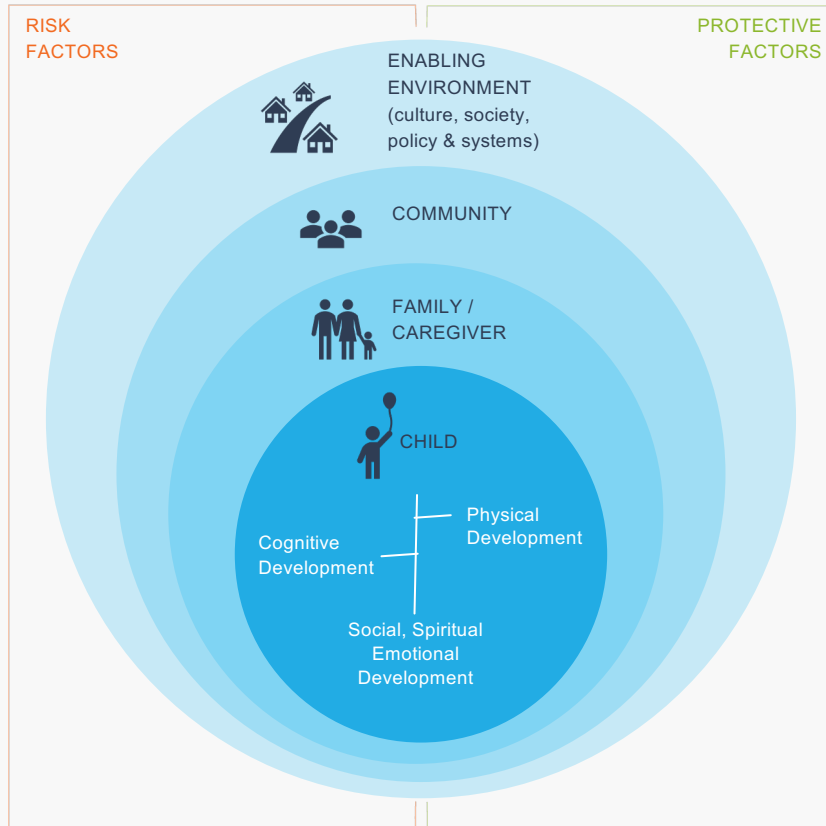 RISK
FACTORS
PROTECTIVE
FACTORS
ENABLING
ENVIRONMENT
(culture, society,
policy & systems)
COMMUNITY
FAMILY /
CAREGIVER
CHILD
Physical
Development
Cognitive
Development
Social, Spiritual
Emotional
Development